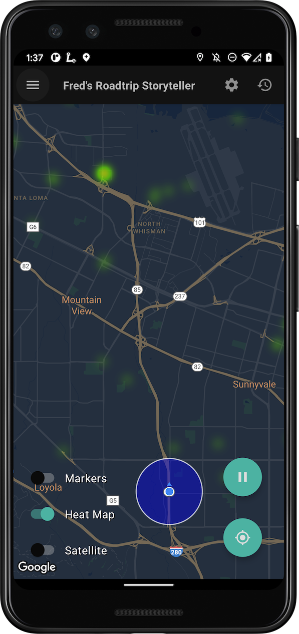 1:37
Fred's Roadtrip Storyteller
NTA LOMA
G6
NORTH
WHISMAN
101
82
85
237
Mountain
View
82
Sunnyvale
Markers
Loyola
G5
Heat Map
280
Satellite
Google